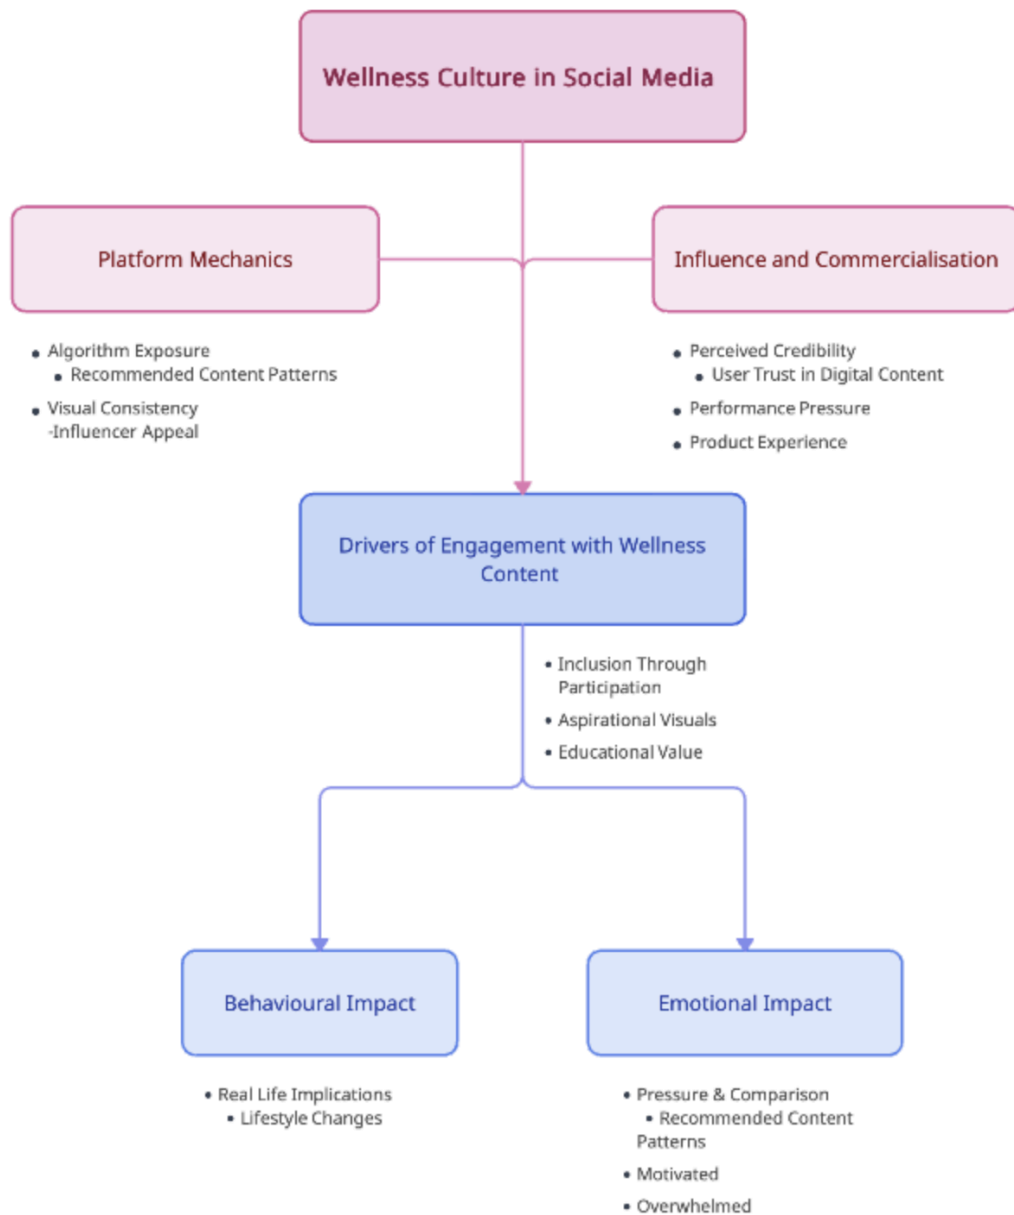 Wellness Culture in Social Media
Platform Mechanics
• Algorithm Exposure
• Recommended Content Patterns
• Visual Consistency
-Influencer Appeal
Influence and Commercialisation
• Perceived Credibility
• User Trust in Digital Content
• Performance Pressure
• Product Experience
Drivers of Engagement with Wellness
Content
• Inclusion Through
Participation
• Aspirational Visuals
• Educational Value
Behavioural Impact
• Real Life Implications
• Lifestyle Changes
Emotional Impact
• Pressure & Comparison
• Recommended Content
Patterns
• Motivated
• Overwhelmed